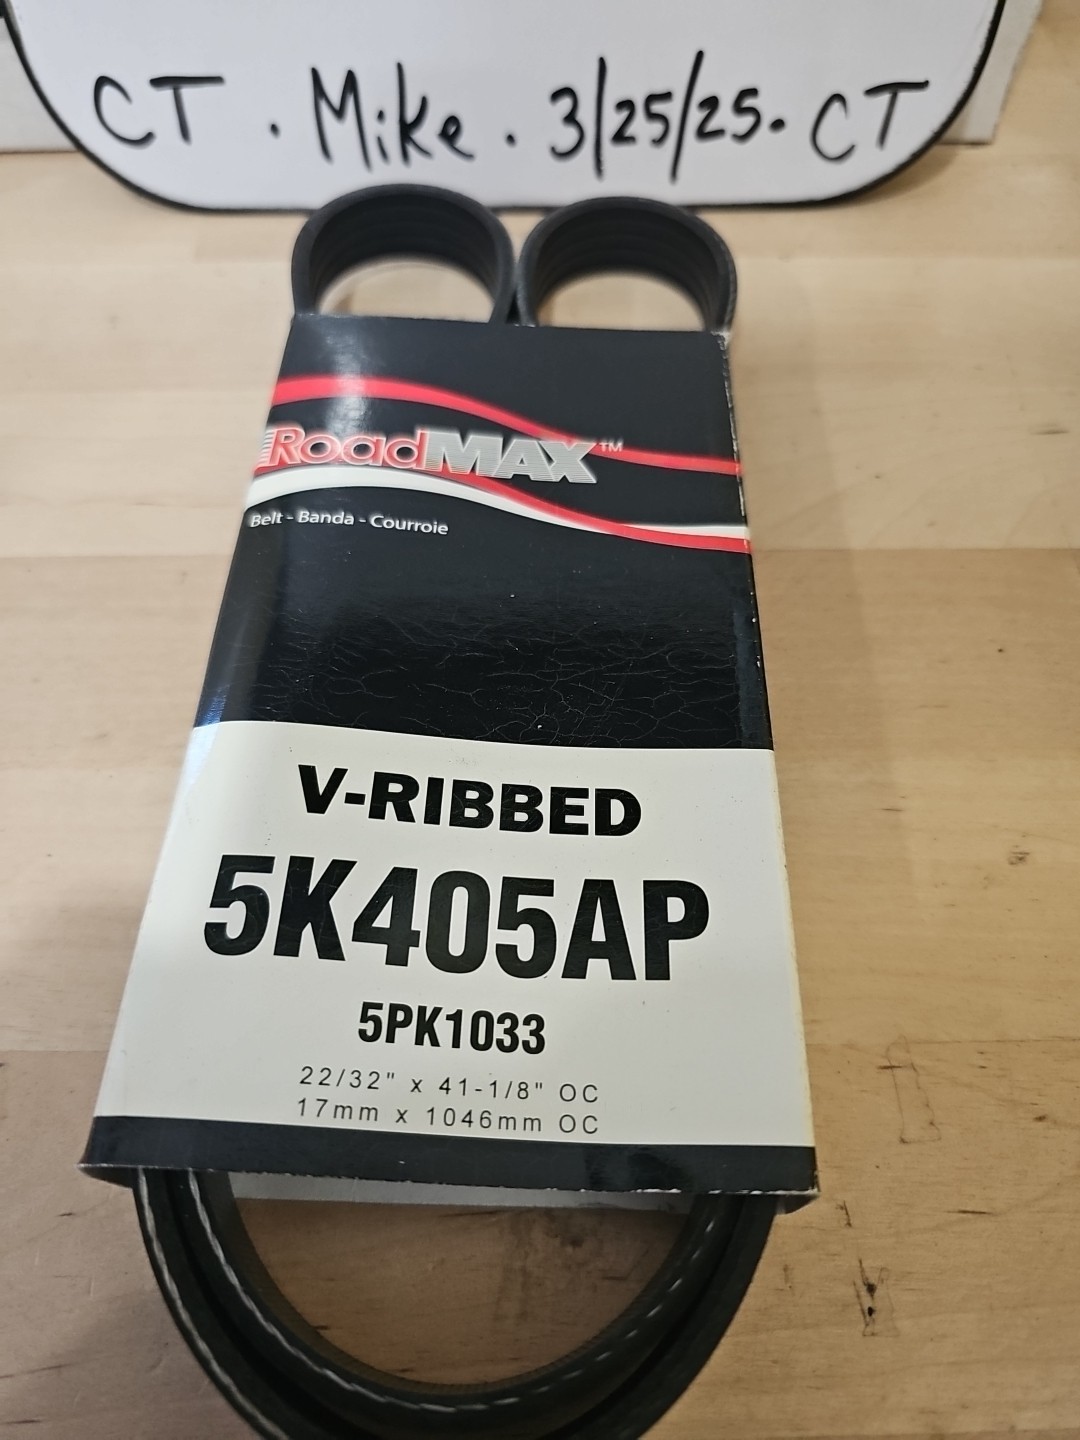 CT . Mike . 3/25/25. CT
RoadMAX™
Belt - Banda - Courroie
V-RIBBED
5K405AP
5PK1033
22/32" x 41-1/8" OC
17mm x 1046mm OC